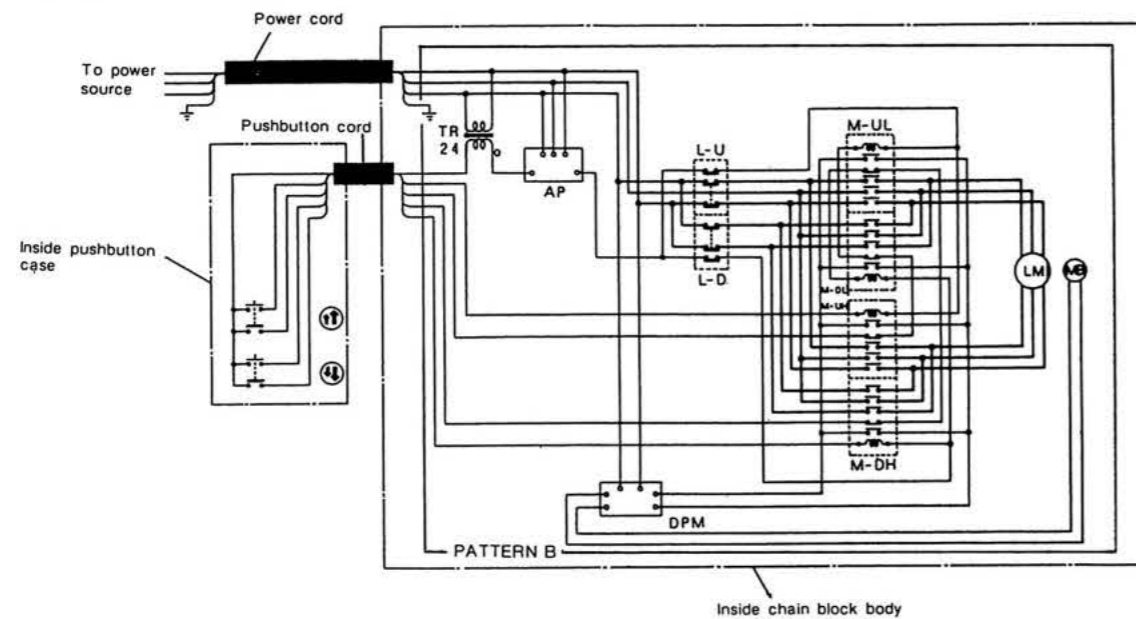 Power cord
To power
source
Pushbutton cord
TR
24
AP
L-U
L-D
M-UL
M-DL
M-UH
M-DH
LM
MB
Inside pushbutton
case
DPM
PATTERN B
Inside chain block body